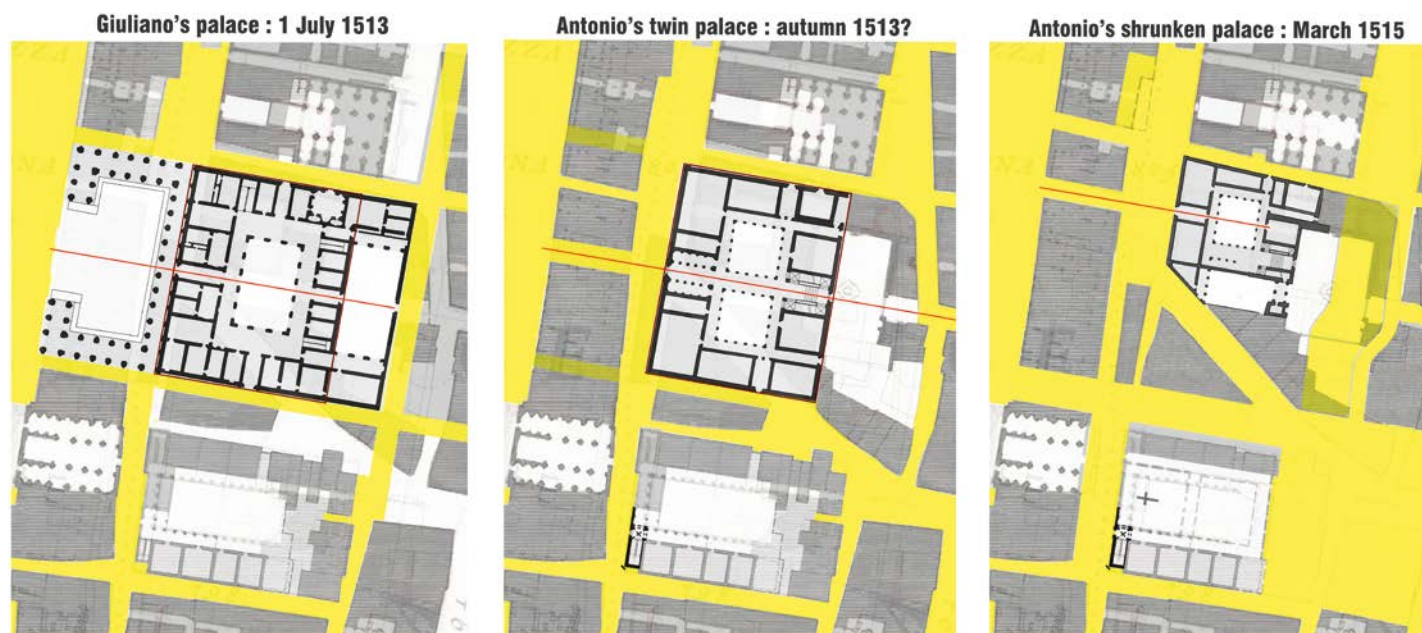 Giuliano's palace : 1 July 1513
Antonio's twin palace : autumn 1513?
Antonio's shrunken palace : March 1515